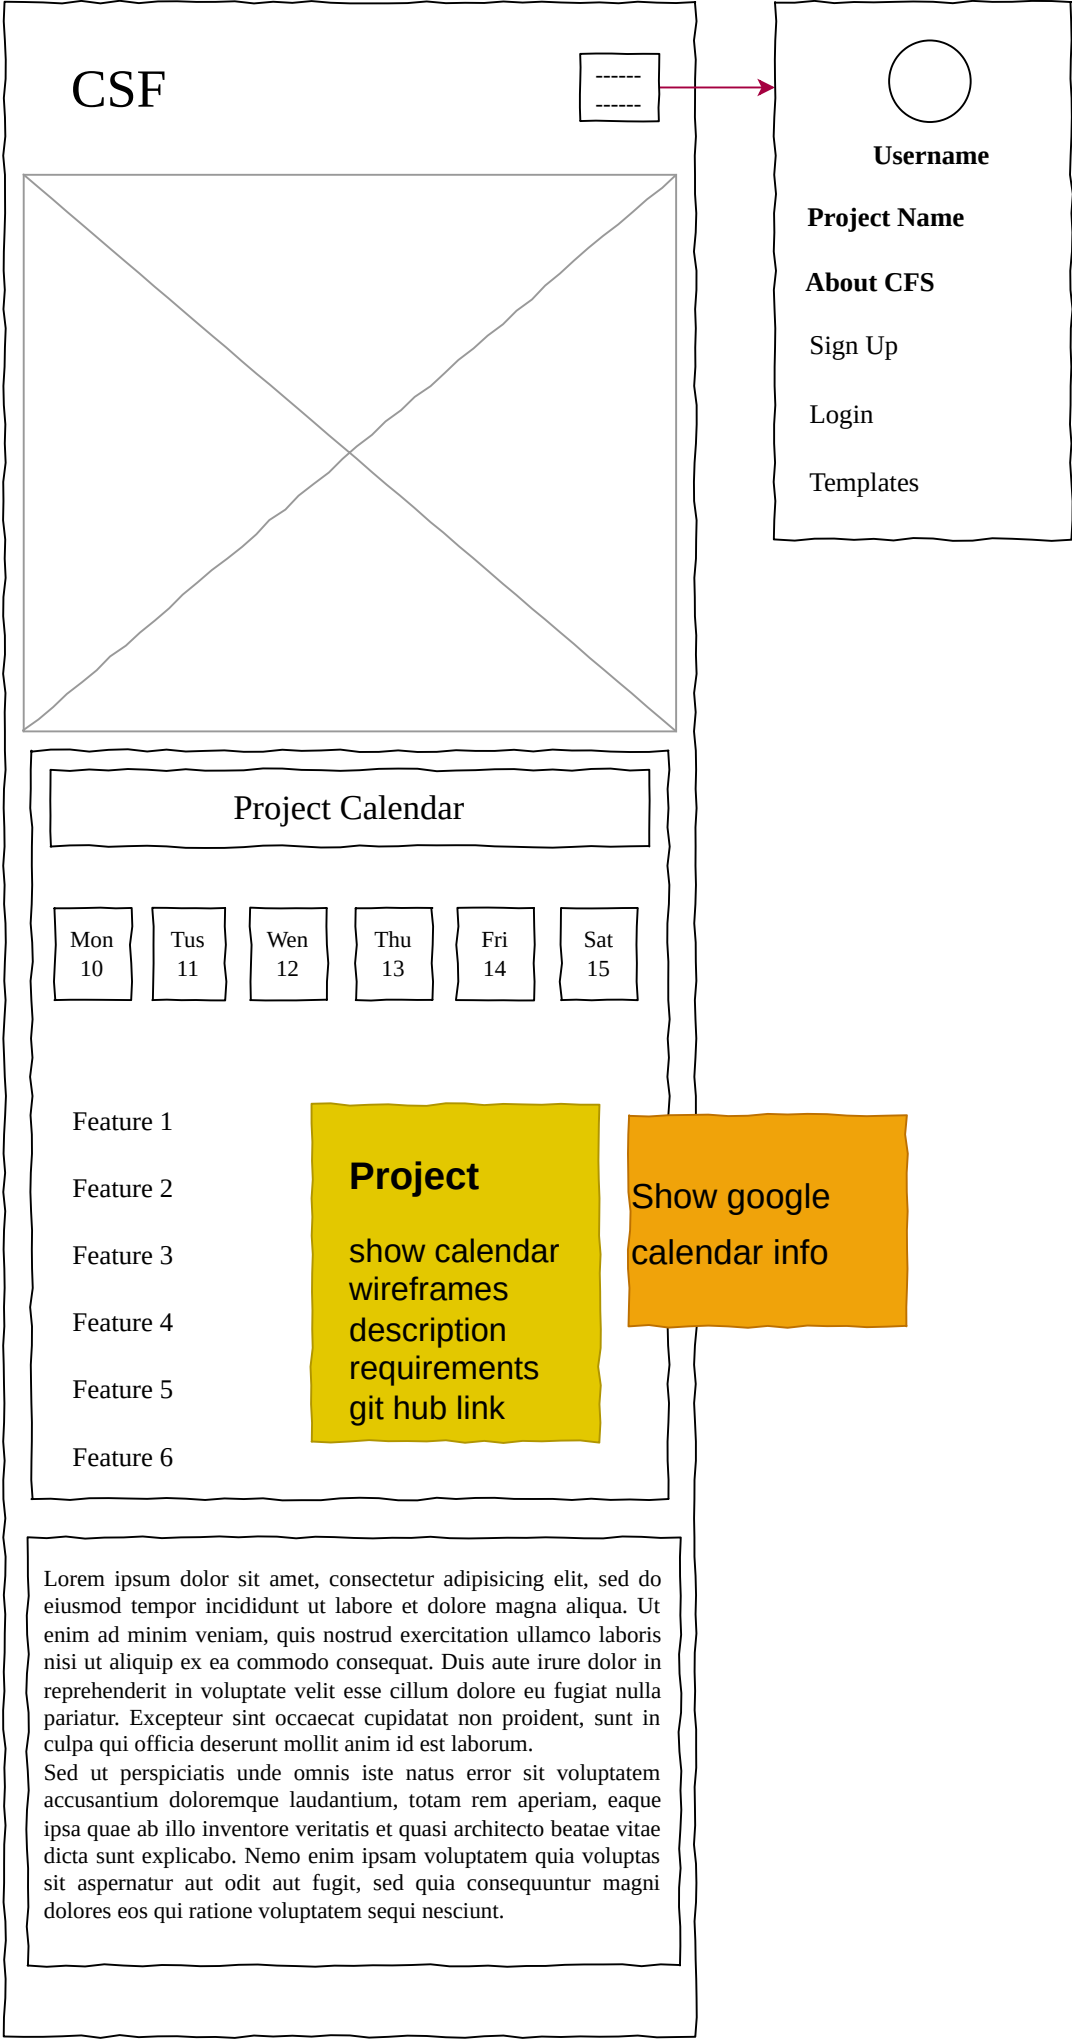 CSF
------
------
Username
Project Name
About CFS
Sign Up
Login
Templates
Project Calendar
Mon
10
Tus
11
Wen
12
Thu
13
Fri
14
Sat
15
Feature 1
Feature 2
Feature 3
Feature 4
Feature 5
Feature 6
Project
show calendar
wireframes
description
requirements
git hub link
Show google
calendar info
Lorem ipsum dolor sit amet, consectetur adipisicing elit, sed do
eiusmod tempor incididunt ut labore et dolore magna aliqua. Ut
enim ad minim veniam, quis nostrud exercitation ullamco laboris
nisi ut aliquip ex ea commodo consequat. Duis aute irure dolor in
reprehenderit in voluptate velit esse cillum dolore eu fugiat nulla
pariatur. Excepteur sint occaecat cupidatat non proident, sunt in
culpa qui officia deserunt mollit anim id est laborum.
Sed ut perspiciatis unde omnis iste natus error sit voluptatem
accusantium doloremque laudantium, totam rem aperiam, eaque
ipsa quae ab illo inventore veritatis et quasi architecto beatae vitae
dicta sunt explicabo. Nemo enim ipsam voluptatem quia voluptas
sit aspernatur aut odit aut fugit, sed quia consequuntur magni
dolores eos qui ratione voluptatem sequi nesciunt.